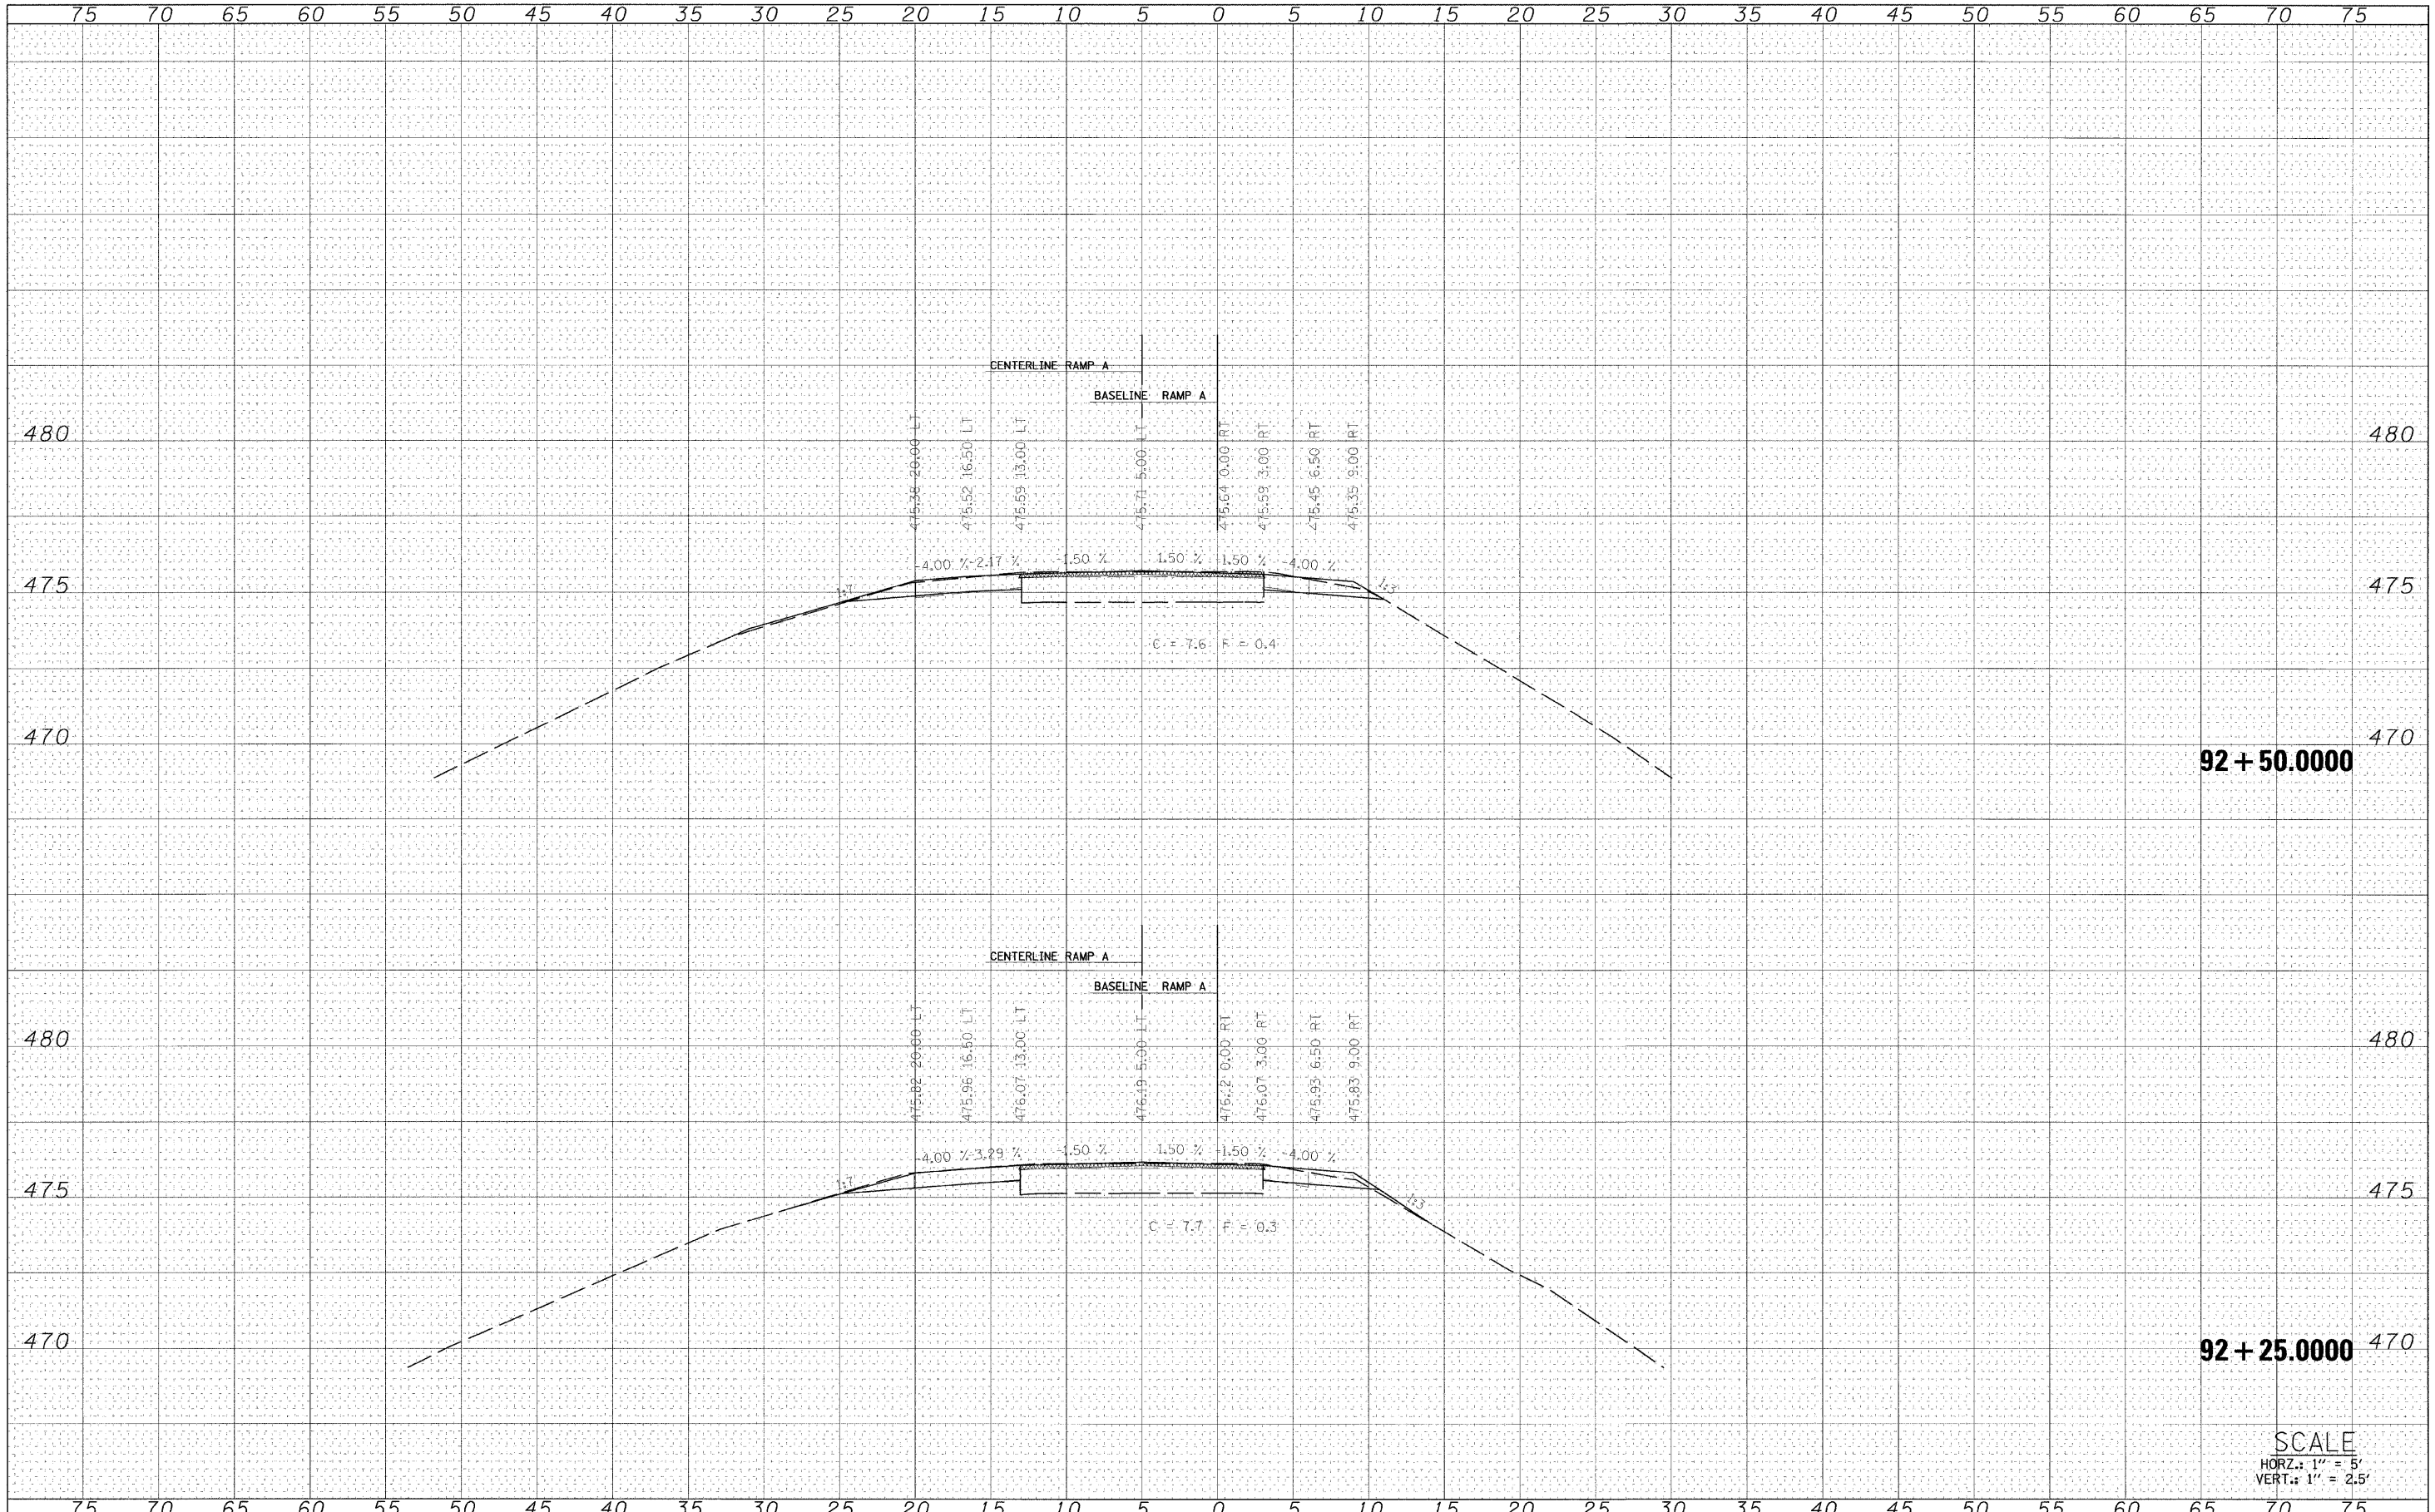 75 70 65 60 55 50 45 40 35 30 25 20 15 10 5 0 5 10 15 20 25 30 35 40 45 50 55 60 65 70 75
CENTERLINE RAMP A
BASELINE RAMP A
475.38 20.00 LT
475.52 16.50 LT
475.59 13.00 LT
475.71 5.00 LT
475.64 0.00 RT
475.59 3.00 RT
475.45 6.50 RT
475.35 9.00 RT
480 480
-4.00 % -2.17 % -1.50 % 1.50 % -1.50 % -4.00 %
475 1:7 1:3 475
C = 7.6 F = 0.4
470 470
92+50.0000
CENTERLINE RAMP A
BASELINE RAMP A
475.82 20.00 LT
475.96 16.50 LT
476.07 13.00 LT
476.19 5.00 LT
476.12 0.00 RT
476.07 3.00 RT
475.93 6.50 RT
475.83 9.00 RT
480 480
-4.00 % -3.29 % -1.50 % 1.50 % -1.50 % -4.00 %
475 1:7 1:3 475
C = 7.7 F = 0.3
470 470
92+25.0000
SCALE
HORZ.: 1" = 5'
VERT.: 1" = 2.5'
75 70 65 60 55 50 45 40 35 30 25 20 15 10 5 0 5 10 15 20 25 30 35 40 45 50 55 60 65 70 75